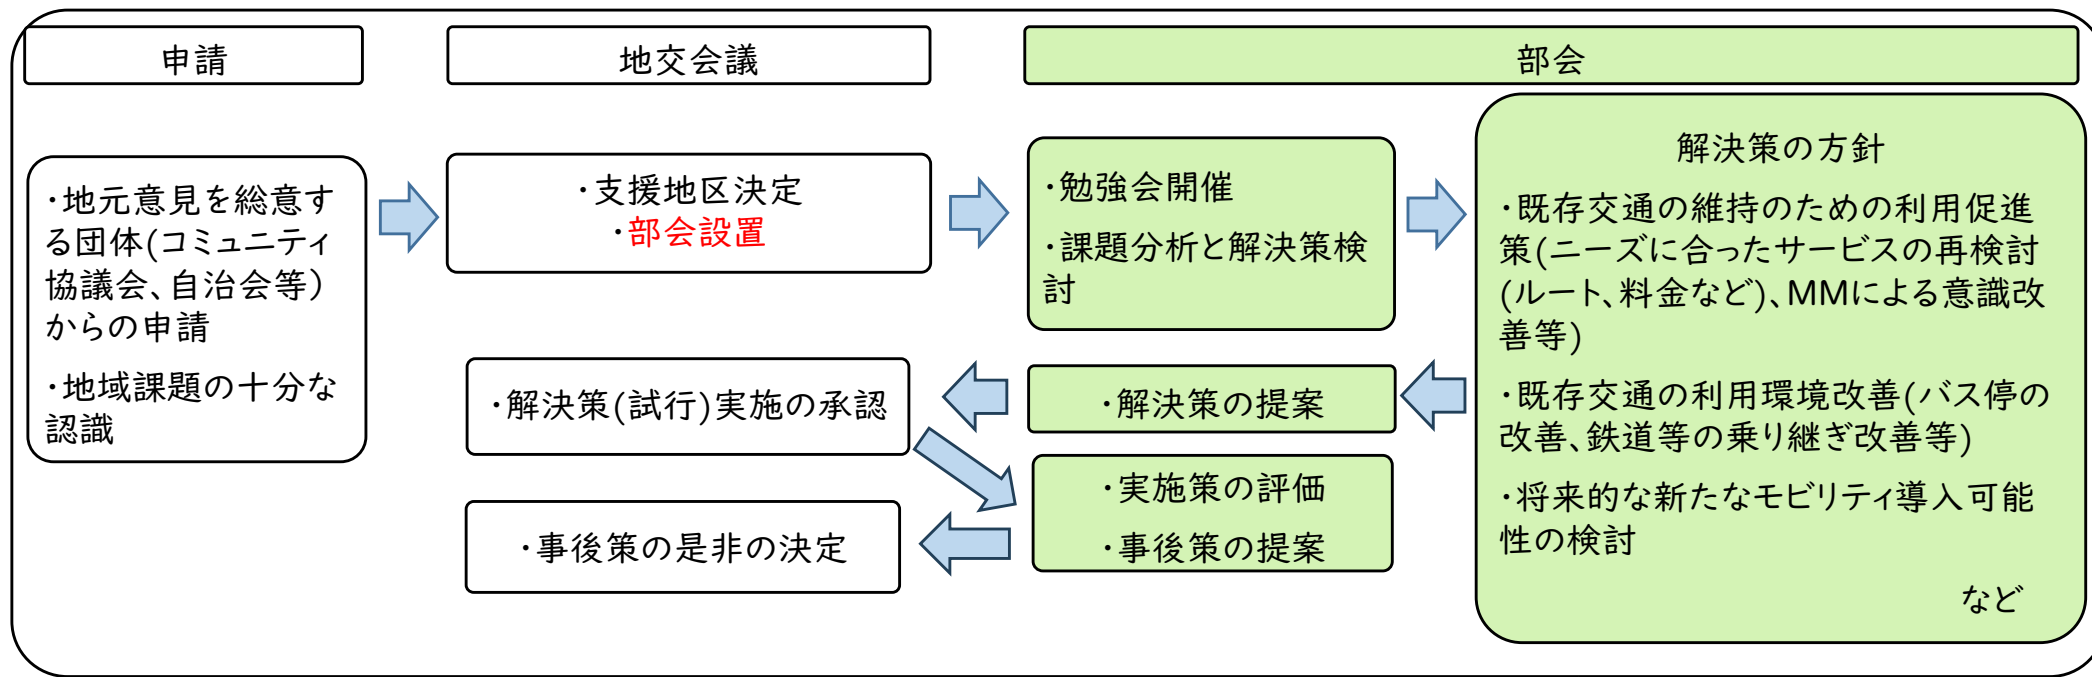 申請
地交会議
部会
・地元意見を総意す
る団体(コミュニティ
協議会、自治会等)
からの申請
・地域課題の十分な
認識
・支援地区決定
・部会設置
・勉強会開催
・課題分析と解決策検
討
解決策の方針
・既存交通の維持のための利用促進
策(ニーズに合ったサービスの再検討
(ルート、料金など)、MMによる意識改
善等)
・既存交通の利用環境改善(バス停の
改善、鉄道等の乗り継ぎ改善等)
・将来的な新たなモビリティ導入可能
性の検討
など
・解決策の提案
・解決策(試行)実施の承認
・実施策の評価
・事後策の提案
・事後策の是非の決定